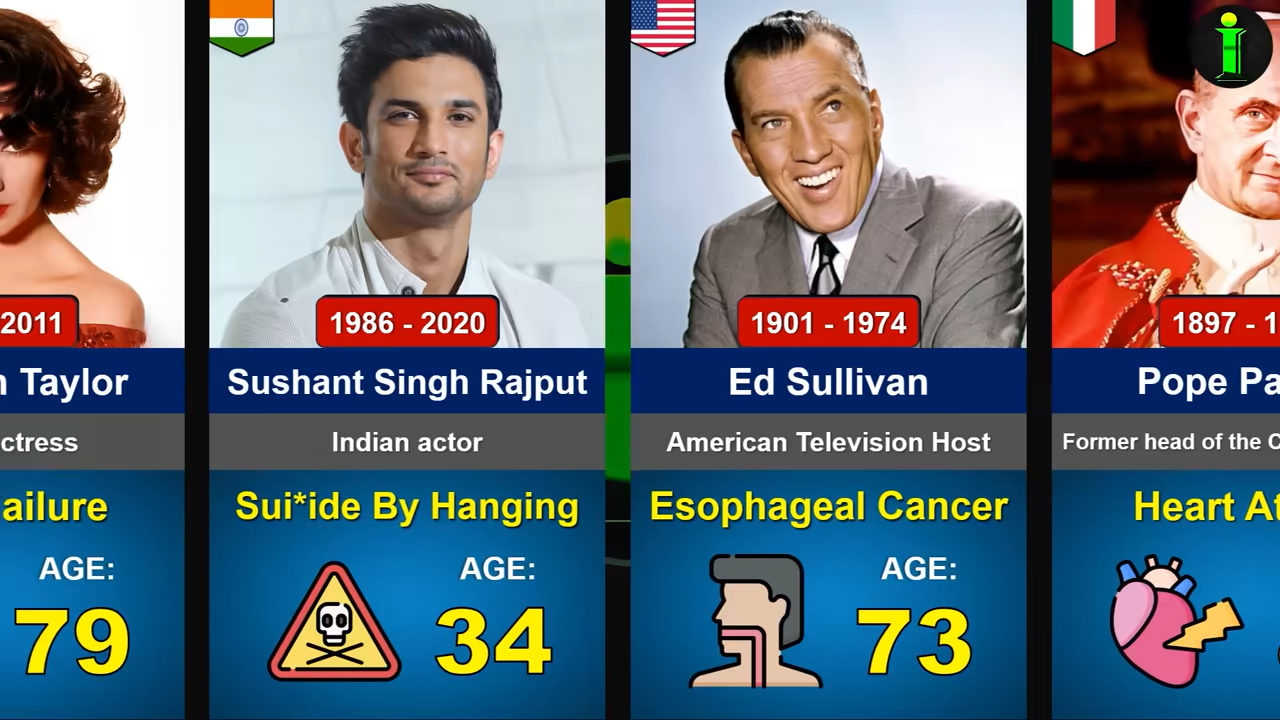 2011
Taylor
ctress
ailure
AGE:
79
1986 - 2020
Sushant Singh Rajput
Indian actor
Sui*ide By Hanging
AGE:
34
1901 - 1974
Ed Sullivan
American Television Host
Esophageal Cancer
AGE:
73
1897 - 1
Pope Pa
Former head of the C
Heart At